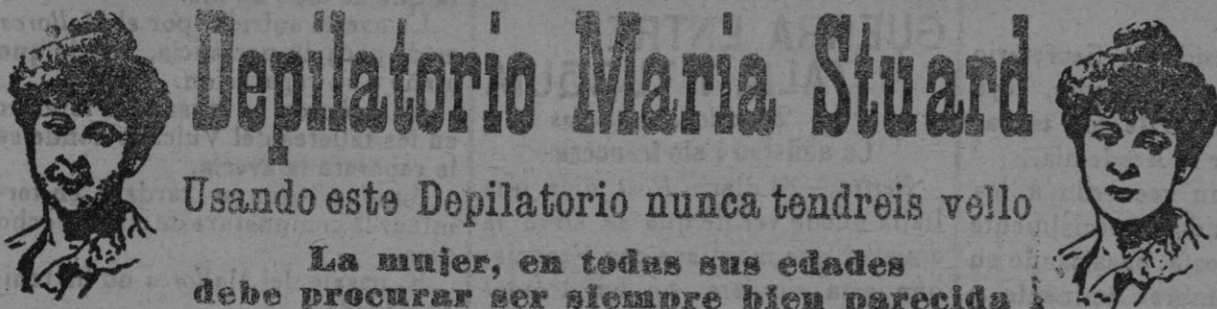 Depilatorio Maria Stuard
Usando este Depilatorio nunca tendreis vello
La mujer, en todas sus edades
debe procurar ser siempre bien parecida